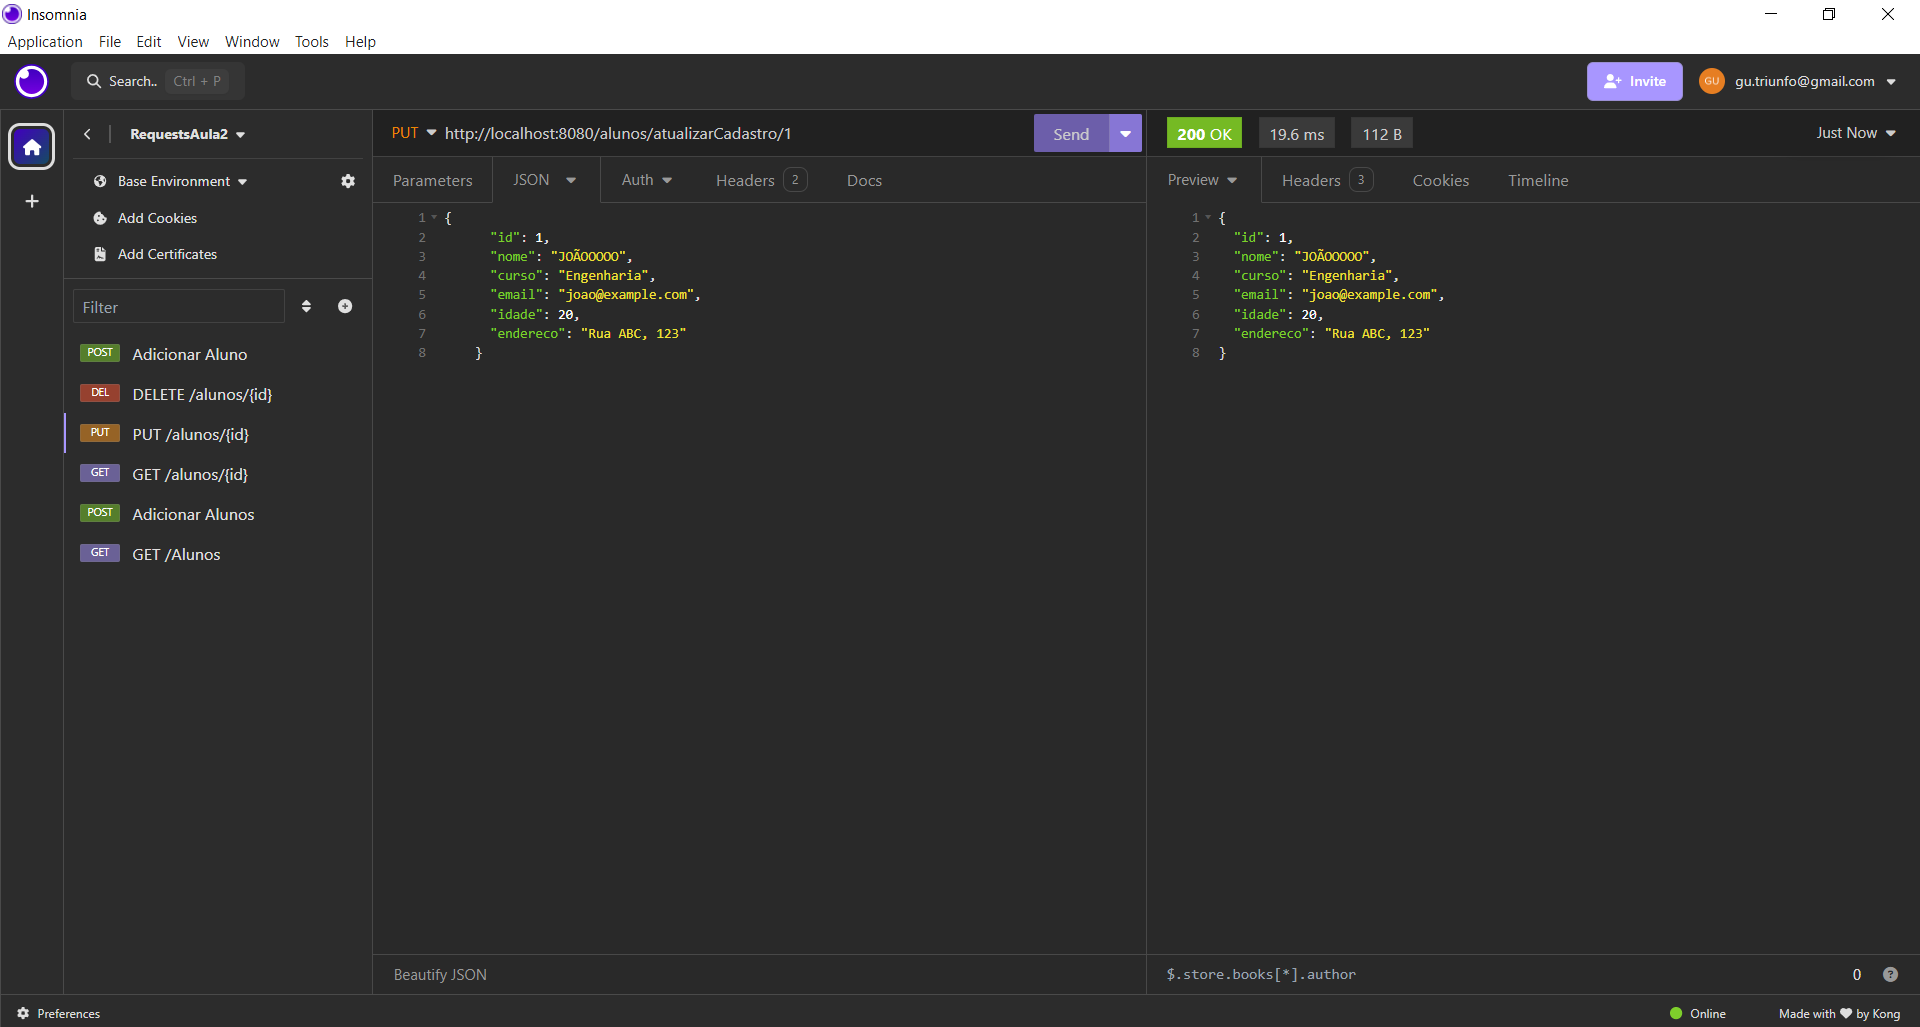 Insomnia
Application File Edit View Window Tools Help
Search.. Ctrl + P
Invite
GU gu.triunfo@gmail.com
RequestsAula2
Base Environment
Add Cookies
Add Certificates
Filter
POST Adicionar Aluno
DEL DELETE /alunos/{id}
PUT PUT /alunos/{id}
GET GET /alunos/{id}
POST Adicionar Alunos
GET GET /Alunos
PUT http://localhost:8080/alunos/atualizarCadastro/1 Send
Parameters JSON Auth Headers 2 Docs
1 {
2 "id": 1,
3 "nome": "JOÃOOOOO",
4 "curso": "Engenharia",
5 "email": "joao@example.com",
6 "idade": 20,
7 "endereco": "Rua ABC, 123"
8 }
Beautify JSON
200 OK 19.6 ms 112 B Just Now
Preview Headers 3 Cookies Timeline
1 {
2 "id": 1,
3 "nome": "JOÃOOOOO",
4 "curso": "Engenharia",
5 "email": "joao@example.com",
6 "idade": 20,
7 "endereco": "Rua ABC, 123"
8 }
$.store.books[*].author 0 ?
Preferences
Online Made with ❤ by Kong